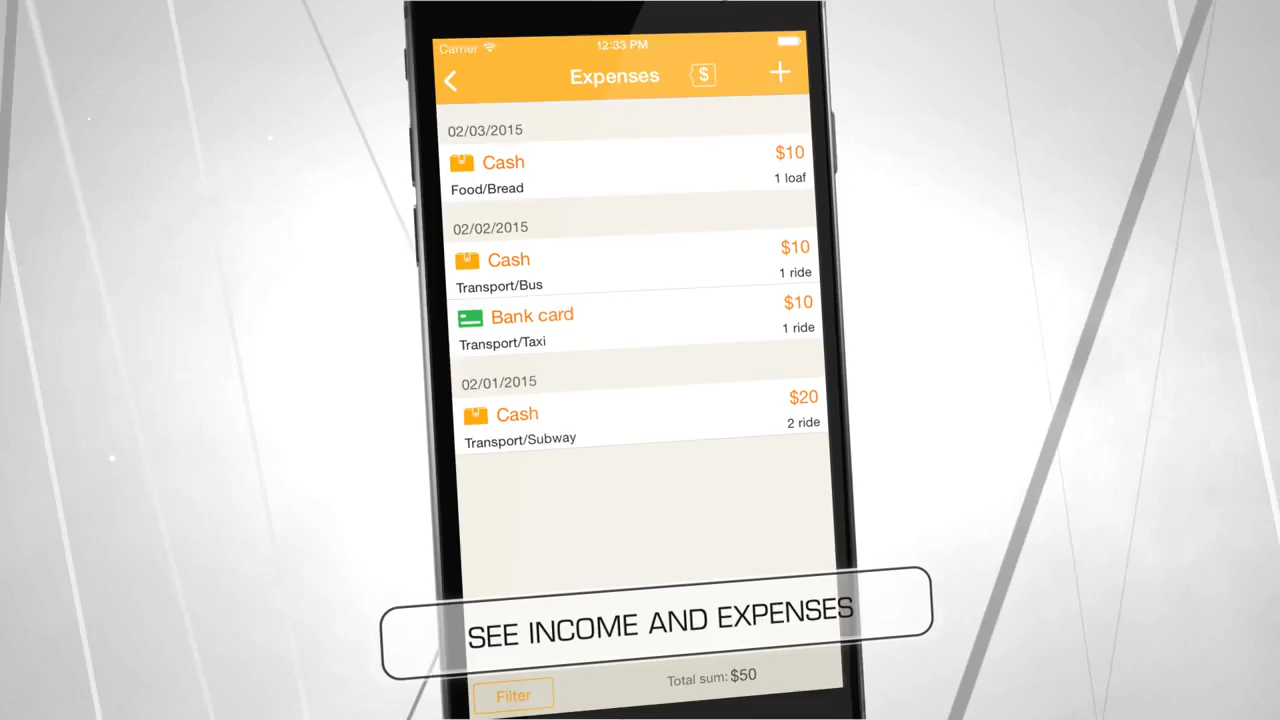 Carrier 12:33 PM
Expenses $ +
02/03/2015
Cash $10
Food/Bread 1 loaf
02/02/2015
Cash $10
Transport/Bus 1 ride
Bank card $10
Transport/Taxi 1 ride
02/01/2015
Cash $20
Transport/Subway 2 ride
SEE INCOME AND EXPENSES
Filter Total sum: $50